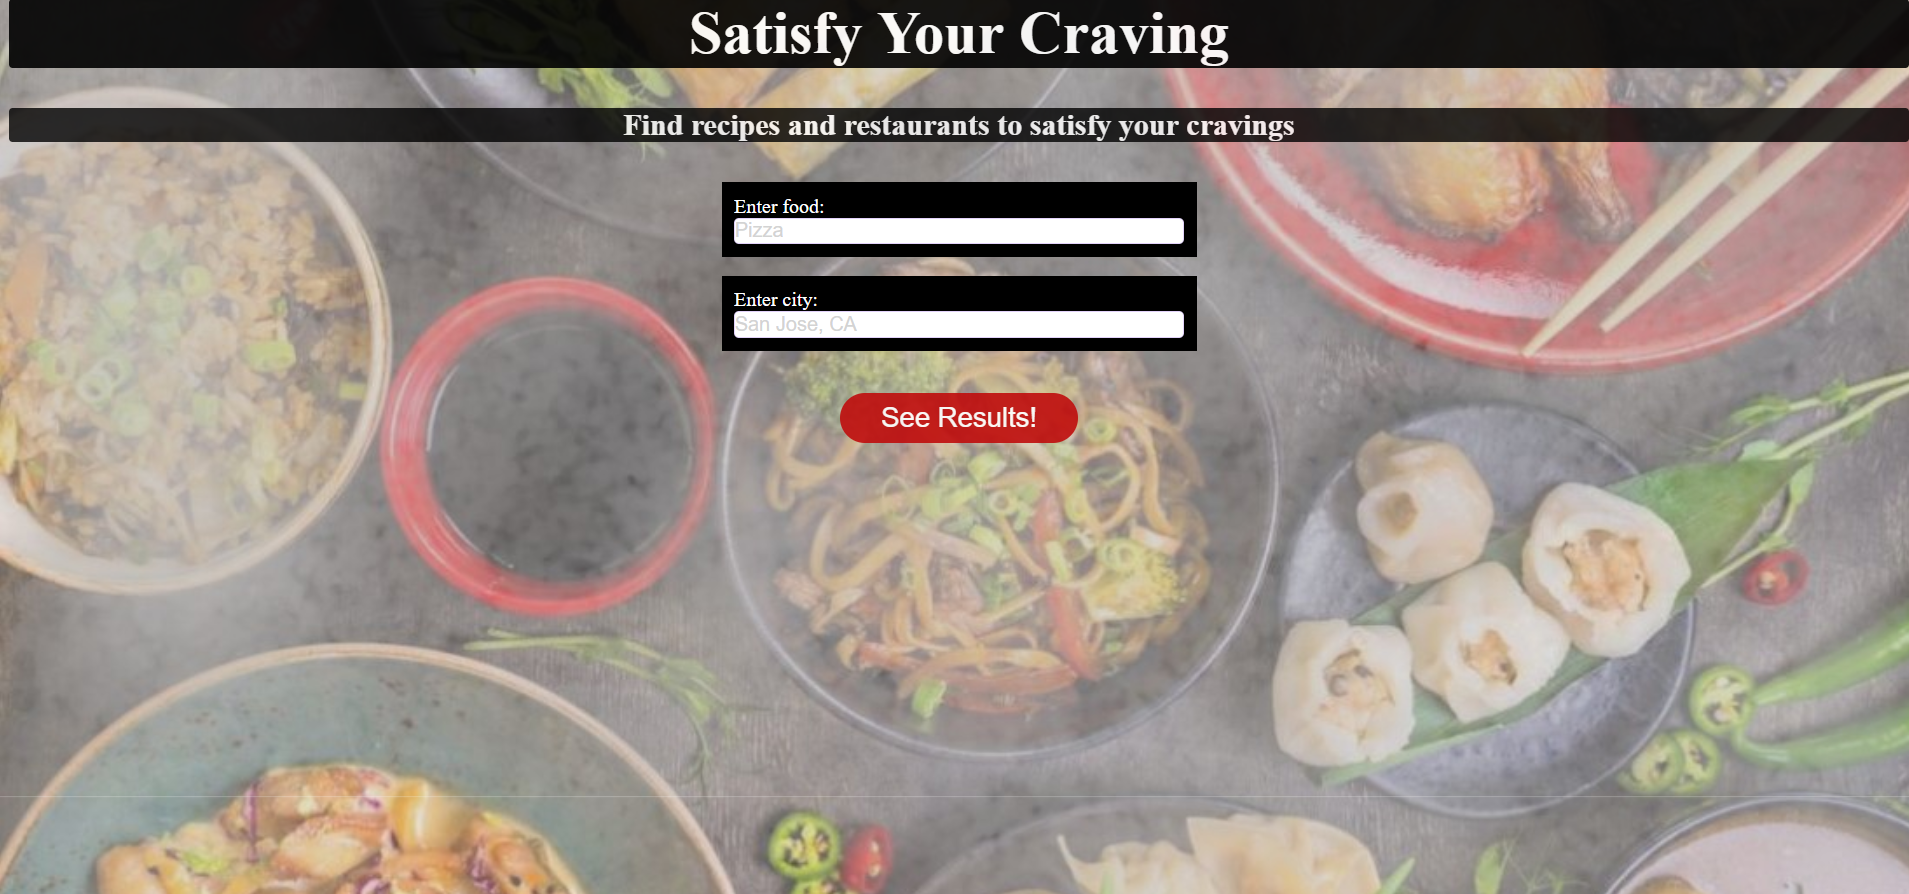 Satisfy Your Craving
Find recipes and restaurants to satisfy your cravings
Enter food:
Pizza
Enter city:
San Jose, CA
See Results!